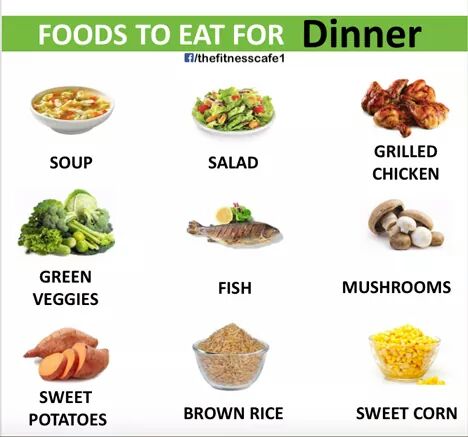 FOODS TO EAT FOR Dinner
f/thefitnesscafe1
SOUP
SALAD
GRILLED
CHICKEN
GREEN
VEGGIES
FISH
MUSHROOMS
SWEET
POTATOES
BROWN RICE
SWEET CORN